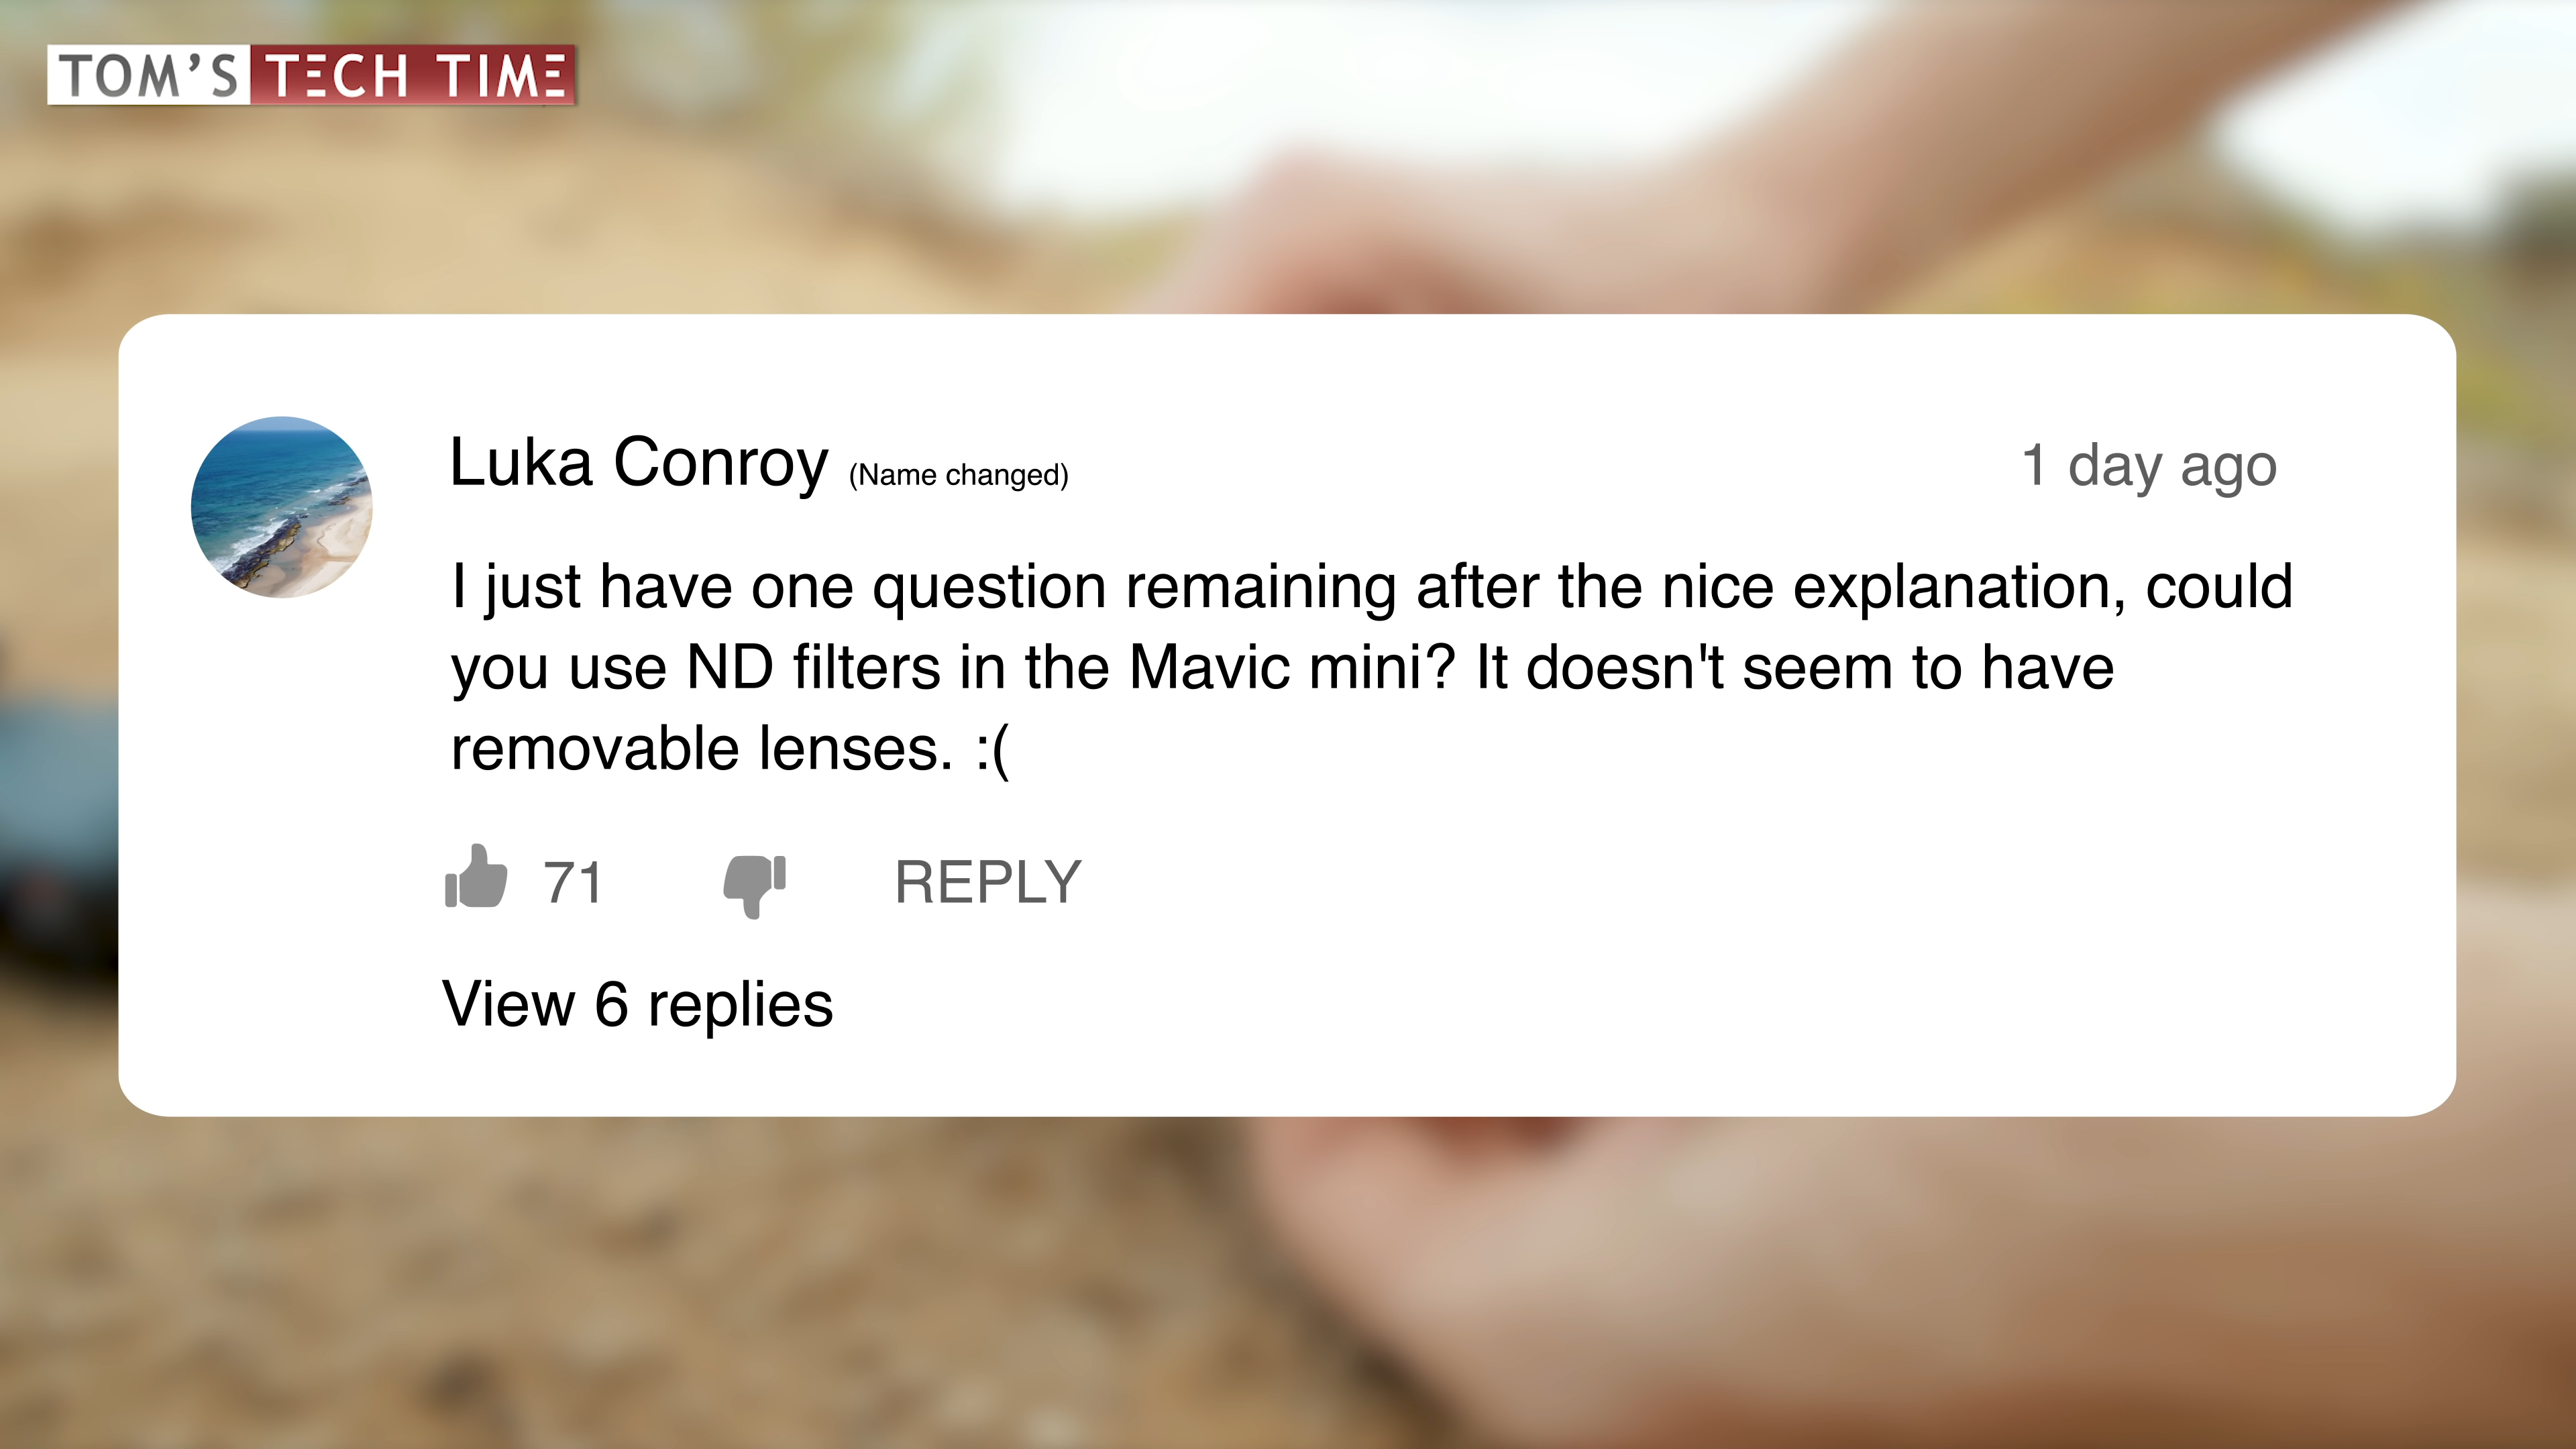 TOM'S TECH TIME
Luka Conroy (Name changed)
1 day ago
I just have one question remaining after the nice explanation, could
you use ND filters in the Mavic mini? It doesn't seem to have
removable lenses. :(
71 REPLY
View 6 replies